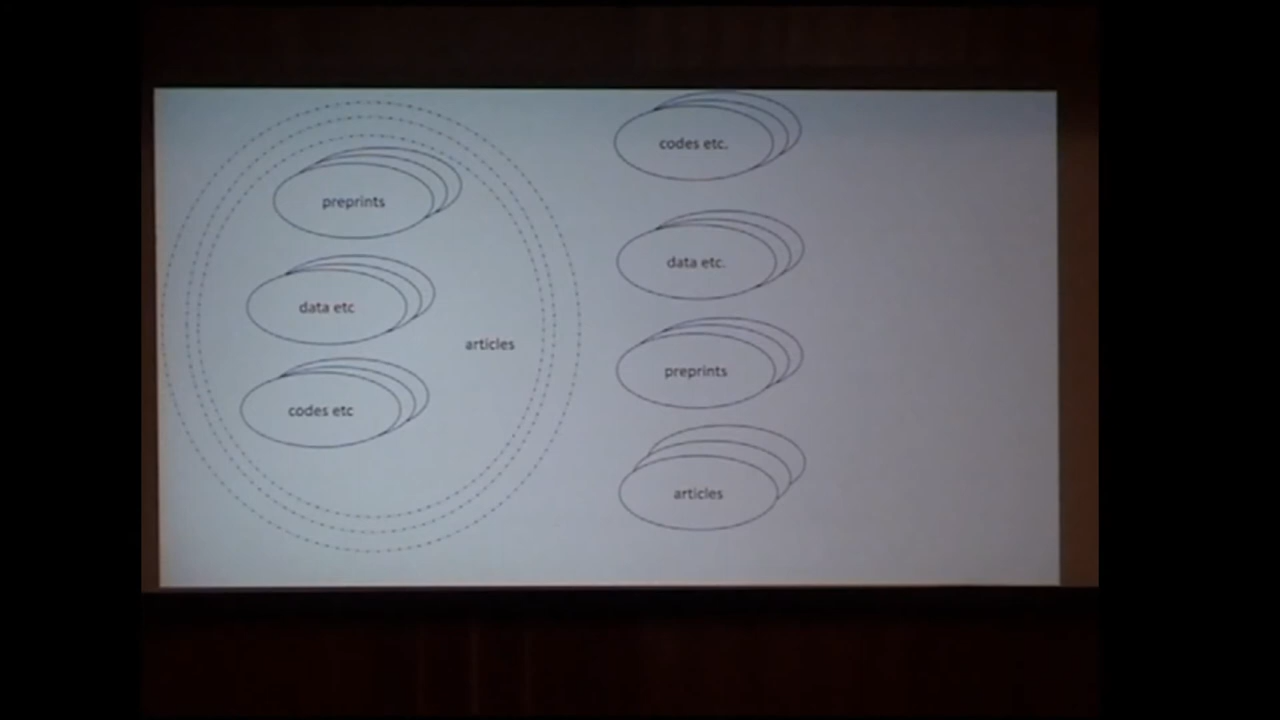 preprints
data etc
articles
codes etc
codes etc.
data etc.
preprints
articles